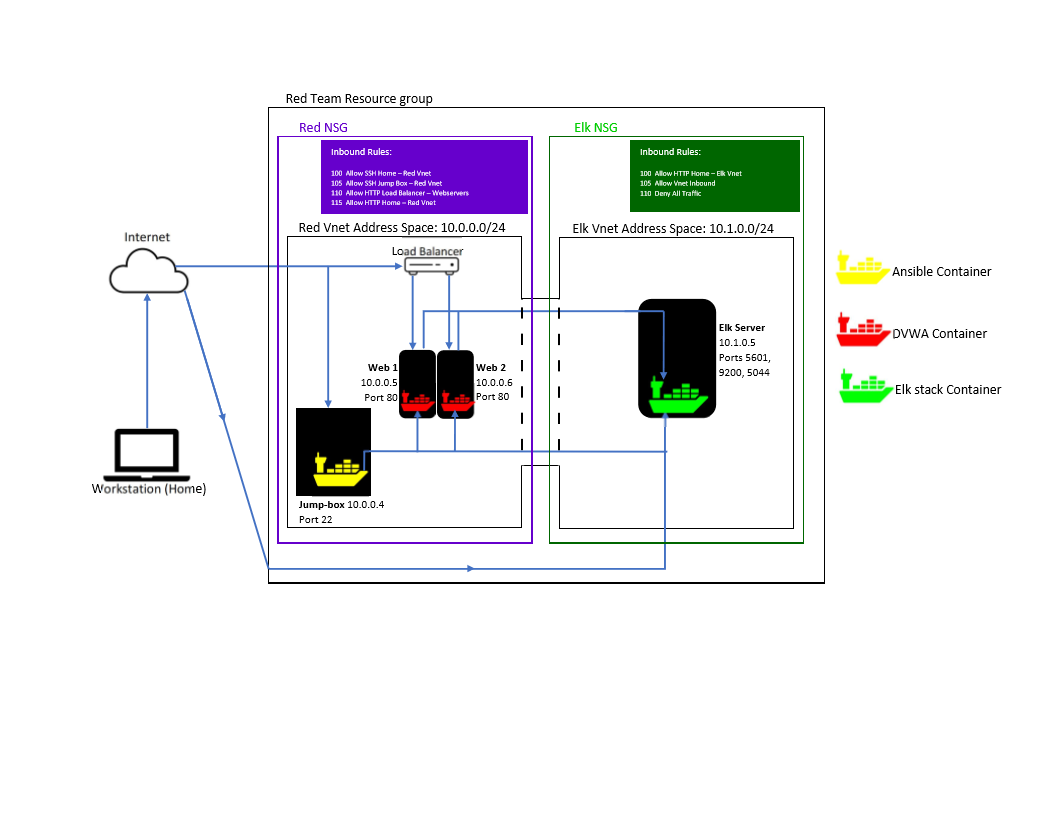 Red Team Resource group
Red NSG
Inbound Rules:
100 Allow SSH Home – Red Vnet
105 Allow SSH Jump Box – Red Vnet
110 Allow HTTP Load Balancer – Webservers
115 Allow HTTP Home – Red Vnet
Elk NSG
Inbound Rules:
100 Allow HTTP Home – Elk Vnet
105 Allow Vnet Inbound
110 Deny All Traffic
Red Vnet Address Space: 10.0.0.0/24
Elk Vnet Address Space: 10.1.0.0/24
Internet
Load Balancer
Web 1
10.0.0.5
Port 80
Web 2
10.0.0.6
Port 80
Elk Server
10.1.0.5
Ports 5601,
9200, 5044
Jump-box 10.0.0.4
Port 22
Workstation (Home)
Ansible Container
DVWA Container
Elk stack Container